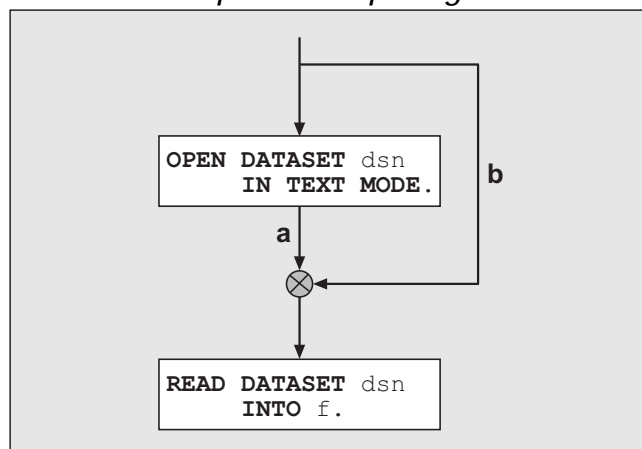 OPEN DATASET dsn
IN TEXT MODE.
b
a
READ DATASET dsn
INTO f.